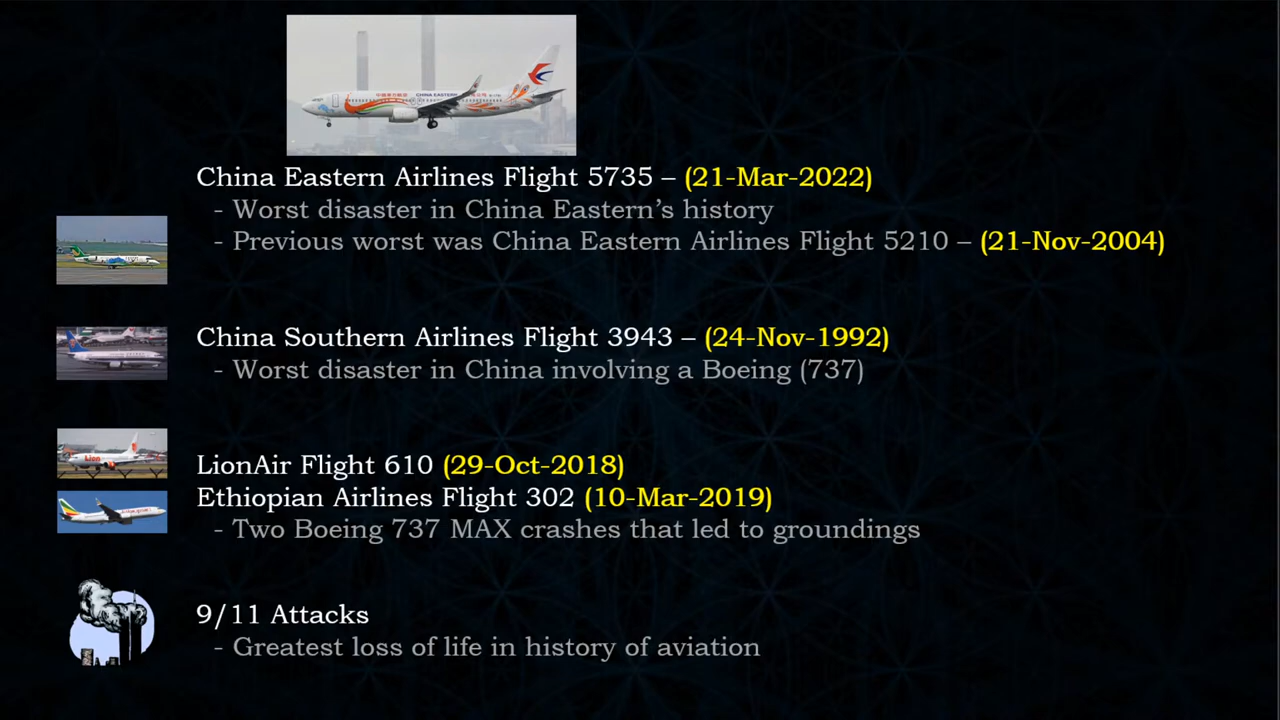 China Eastern Airlines Flight 5735 – (21-Mar-2022)
- Worst disaster in China Eastern’s history
- Previous worst was China Eastern Airlines Flight 5210 – (21-Nov-2004)
China Southern Airlines Flight 3943 – (24-Nov-1992)
- Worst disaster in China involving a Boeing (737)
LionAir Flight 610 (29-Oct-2018)
Ethiopian Airlines Flight 302 (10-Mar-2019)
- Two Boeing 737 MAX crashes that led to groundings
9/11 Attacks
- Greatest loss of life in history of aviation
CHINA EASTERN
Lion